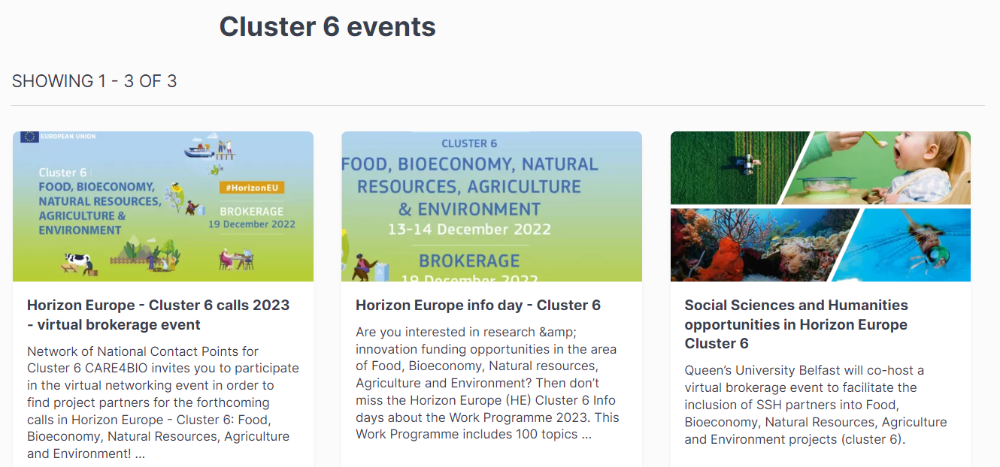 Cluster 6 events
SHOWING 1 - 3 OF 3
EUROPEAN UNION
Cluster 6
FOOD, BIOECONOMY,
NATURAL RESOURCES,
AGRICULTURE &
ENVIRONMENT
#HorizonEU
BROKERAGE
19 December 2022
Horizon Europe - Cluster 6 calls 2023
- virtual brokerage event
Network of National Contact Points for
Cluster 6 CARE4BIO invites you to participate
in the virtual networking event in order to
find project partners for the forthcoming
calls in Horizon Europe - Cluster 6: Food,
Bioeconomy, Natural Resources, Agriculture
and Environment! ...
CLUSTER 6
FOOD, BIOECONOMY, NATURAL
RESOURCES, AGRICULTURE
& ENVIRONMENT
13-14 December 2022
BROKERAGE
19 December 2022
Horizon Europe info day - Cluster 6
Are you interested in research &amp;
innovation funding opportunities in the area
of Food, Bioeconomy, Natural resources,
Agriculture and Environment? Then don’t
miss the Horizon Europe (HE) Cluster 6 Info
days about the Work Programme 2023. This
Work Programme includes 100 topics ...
Social Sciences and Humanities
opportunities in Horizon Europe
Cluster 6
Queen’s University Belfast will co-host a
virtual brokerage event to facilitate the
inclusion of SSH partners into Food,
Bioeconomy, Natural Resources, Agriculture
and Environment projects (cluster 6).